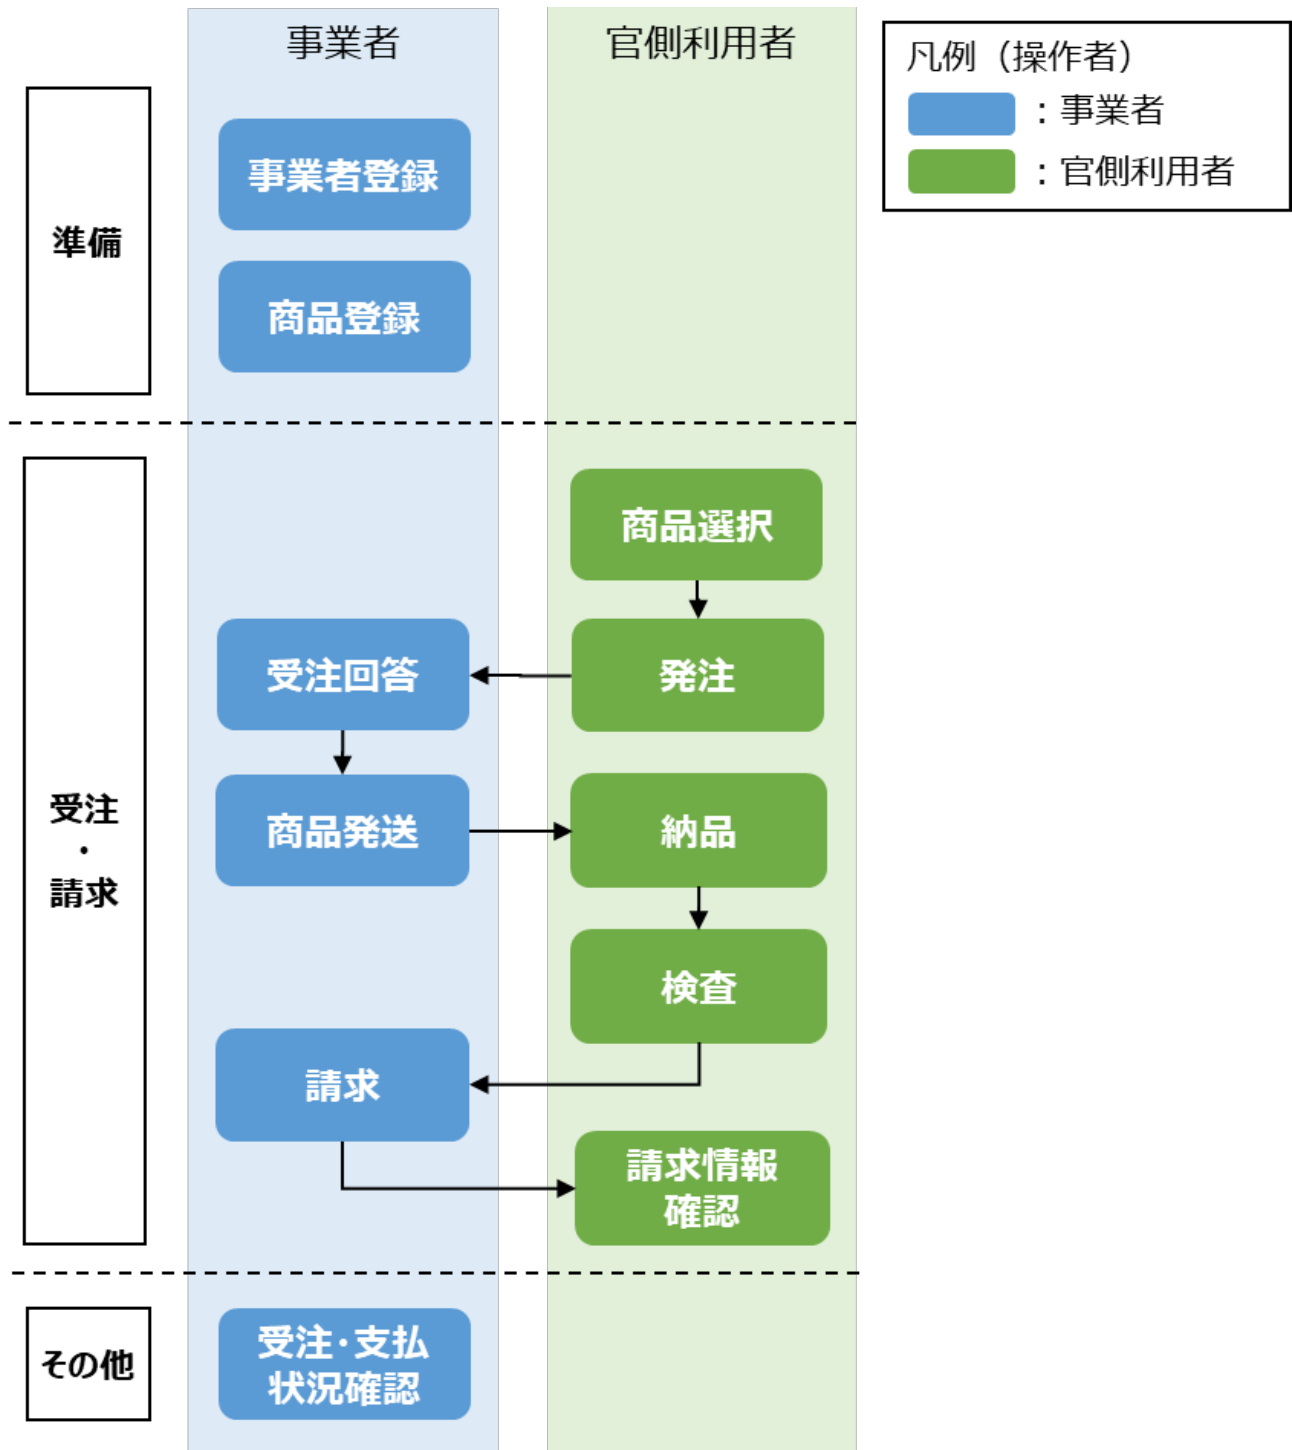 事業者
官側利用者
凡例（操作者）
：事業者
：官側利用者
準備
事業者登録
商品登録
受注
・
請求
商品選択
受注回答
発注
商品発送
納品
検査
請求
請求情報
確認
その他
受注・支払
状況確認